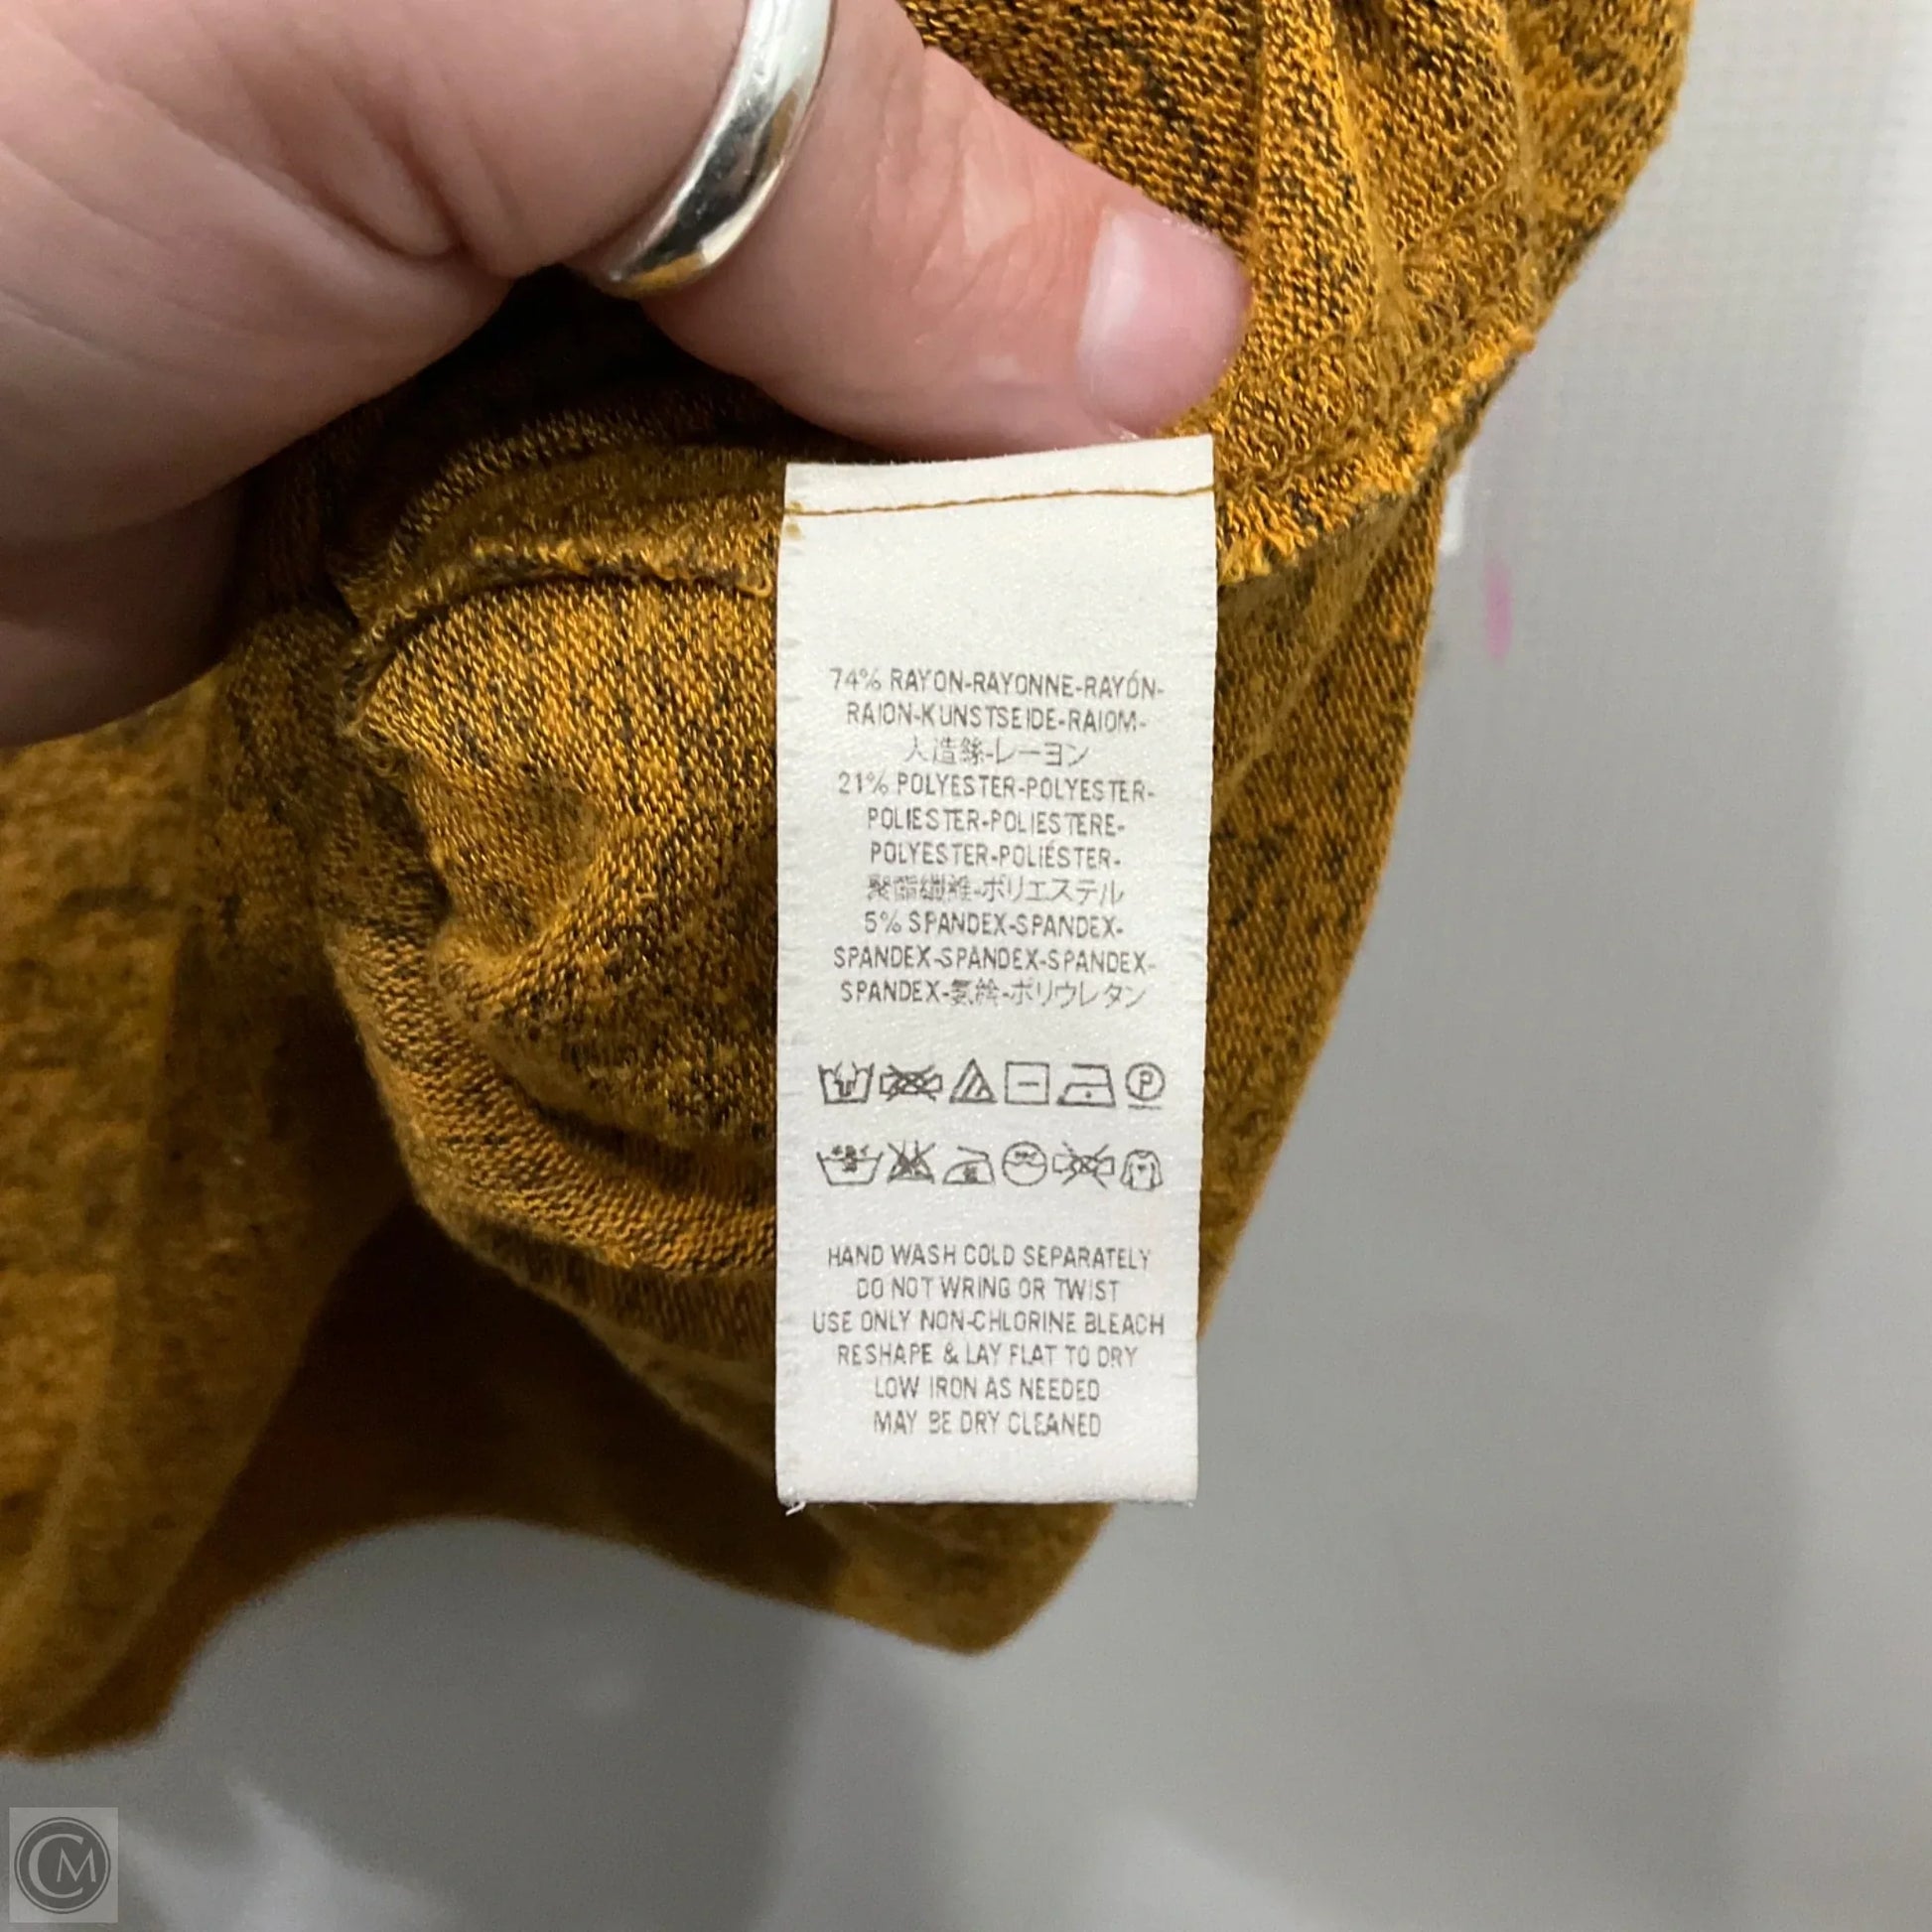 74% RAYON-RAYONNE-RAYÓN-
RAION-KUNSTSEIDE-RAIOM-
人造絲-レーヨン
21% POLYESTER-POLYESTER-
POLIESTER-POLIESTERE-
POLYESTER-POLIÉSTER-
聚酯纖維-ポリエステル
5% SPANDEX-SPANDEX-
SPANDEX-SPANDEX-SPANDEX-
SPANDEX-氨綸-ポリウレタン
P
HAND WASH COLD SEPARATELY
DO NOT WRING OR TWIST
USE ONLY NON-CHLORINE BLEACH
RESHAPE & LAY FLAT TO DRY
LOW IRON AS NEEDED
MAY BE DRY CLEANED
CM